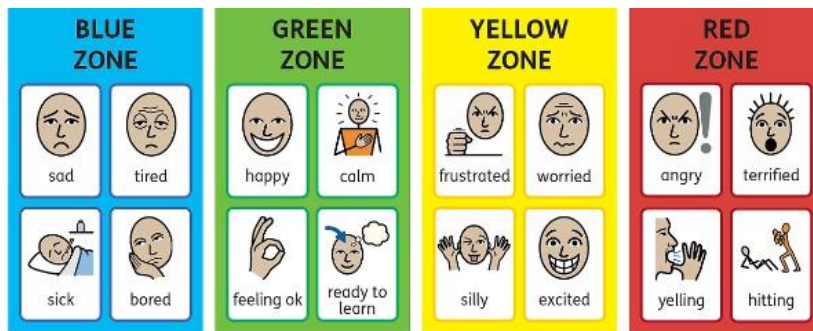 BLUE
ZONE
sad
tired
sick
bored
GREEN
ZONE
happy
calm
feeling ok
ready to
learn
YELLOW
ZONE
frustrated
worried
silly
excited
RED
ZONE
angry
terrified
yelling
hitting